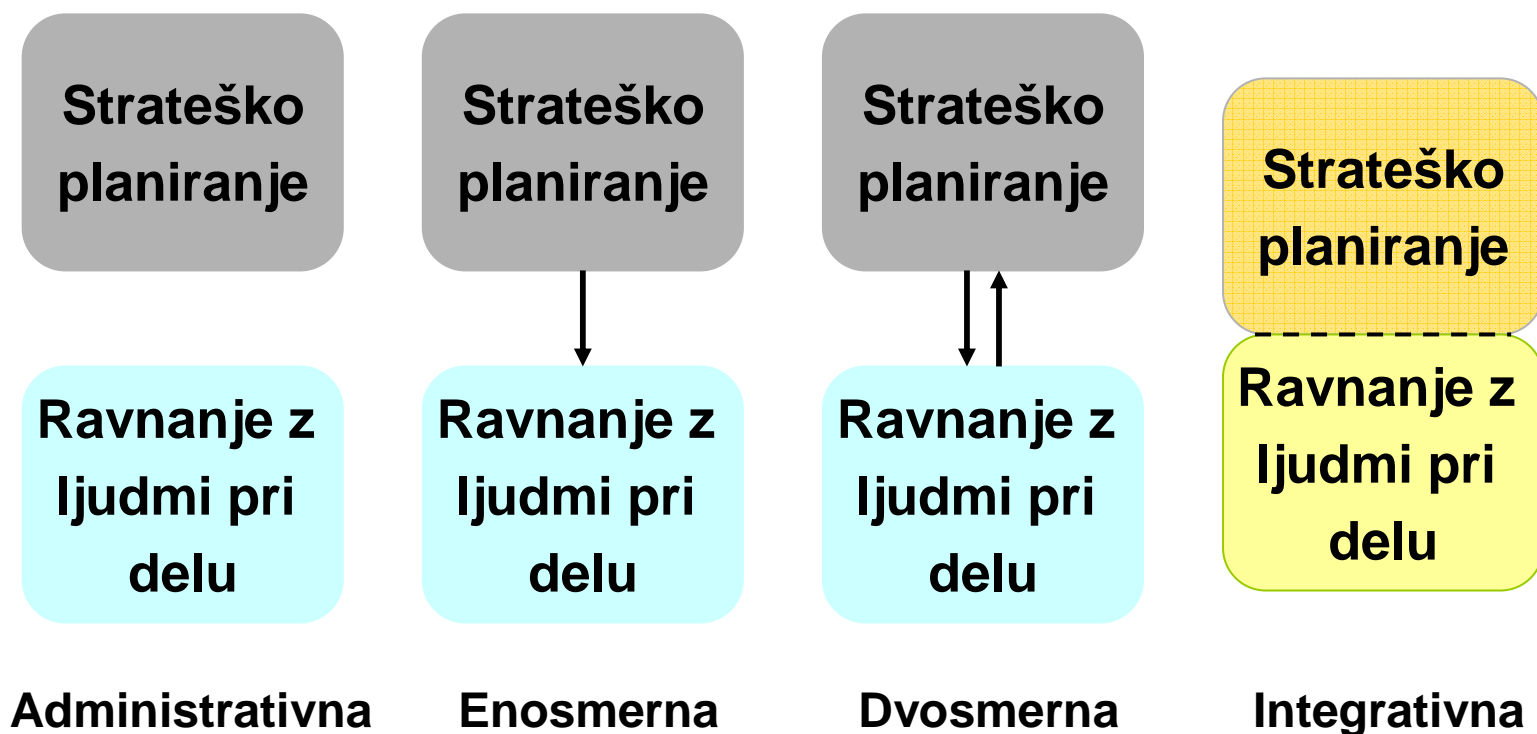 Strateško
planiranje
Ravnanje z
ljudmi pri
delu
Administrativna
Strateško
planiranje
Ravnanje z
ljudmi pri
delu
Enosmerna
Strateško
planiranje
Ravnanje z
ljudmi pri
delu
Dvosmerna
Strateško
planiranje
Ravnanje z
ljudmi pri
delu
Integrativna